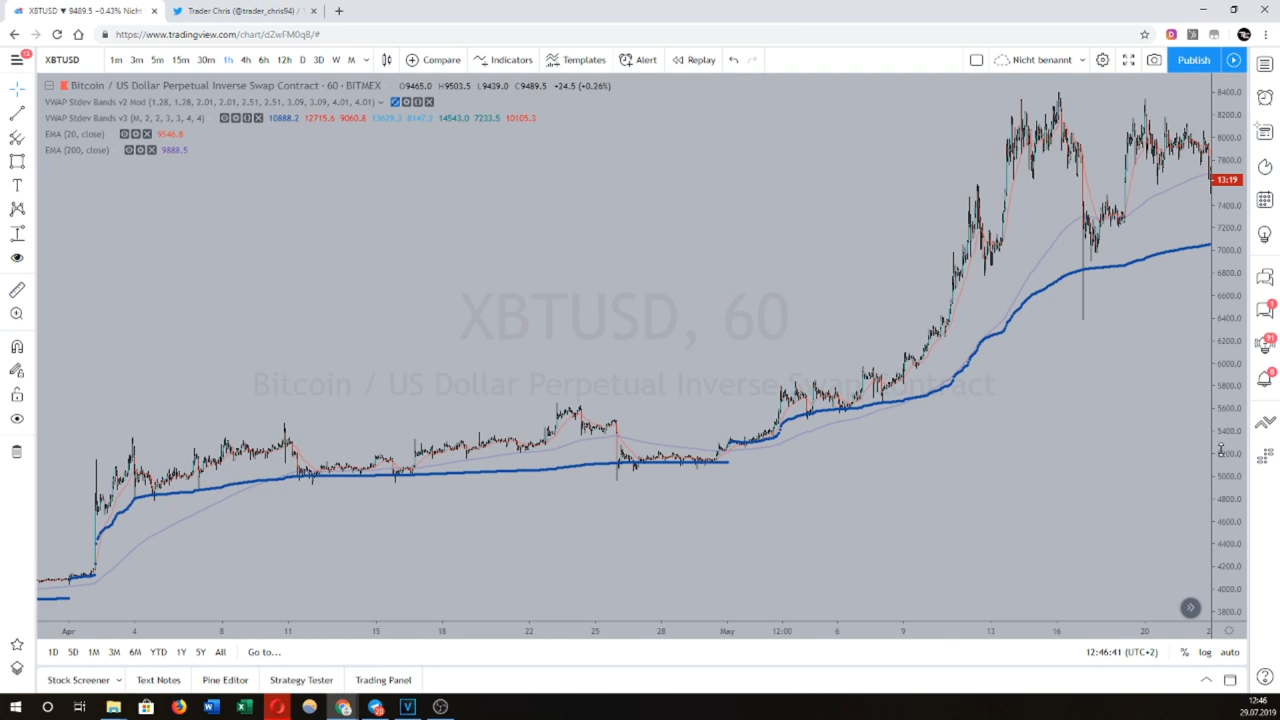 XBTUSD ▼ 9489.5 −0.43% Nicht
Trader Chris (@trader_chris94) /
https://www.tradingview.com/chart/dZwFM0qB/#
XBTUSD 1m 3m 5m 15m 30m 1h 4h 6h 12h D 3D W M Compare Indicators Templates Alert Replay Nicht benannt Publish
Bitcoin / US Dollar Perpetual Inverse Swap Contract · 60 · BITMEX O9465.0 H9503.5 L9439.0 C9489.5 +24.5 (+0.26%)
VWAP Stdev Bands v2 Mod (1.28, 1.28, 2.01, 2.01, 2.51, 2.51, 3.09, 3.09, 4.01, 4.01)
VWAP Stdev Bands v3 (M, 2, 2, 3, 3, 4, 4) 10888.2 12715.6 9060.8 13629.3 8147.2 14543.0 7233.5 10105.3
EMA (20, close) 9546.8
EMA (200, close) 9888.5
XBTUSD, 60
Bitcoin / US Dollar Perpetual Inverse Swap Contract
8400.0
8200.0
8000.0
7800.0
13:19
7400.0
7200.0
7000.0
6800.0
6600.0
6400.0
6200.0
6000.0
5800.0
5600.0
5400.0
5000.0
4800.0
4600.0
4400.0
4200.0
4000.0
3800.0
Apr 4 8 11 15 18 22 25 28 May 12:00 6 9 13 16 20 2
1D 5D 1M 3M 6M YTD 1Y 5Y All Go to... 12:46:41 (UTC+2) % log auto
Stock Screener Text Notes Pine Editor Strategy Tester Trading Panel
12:46
29.07.2019